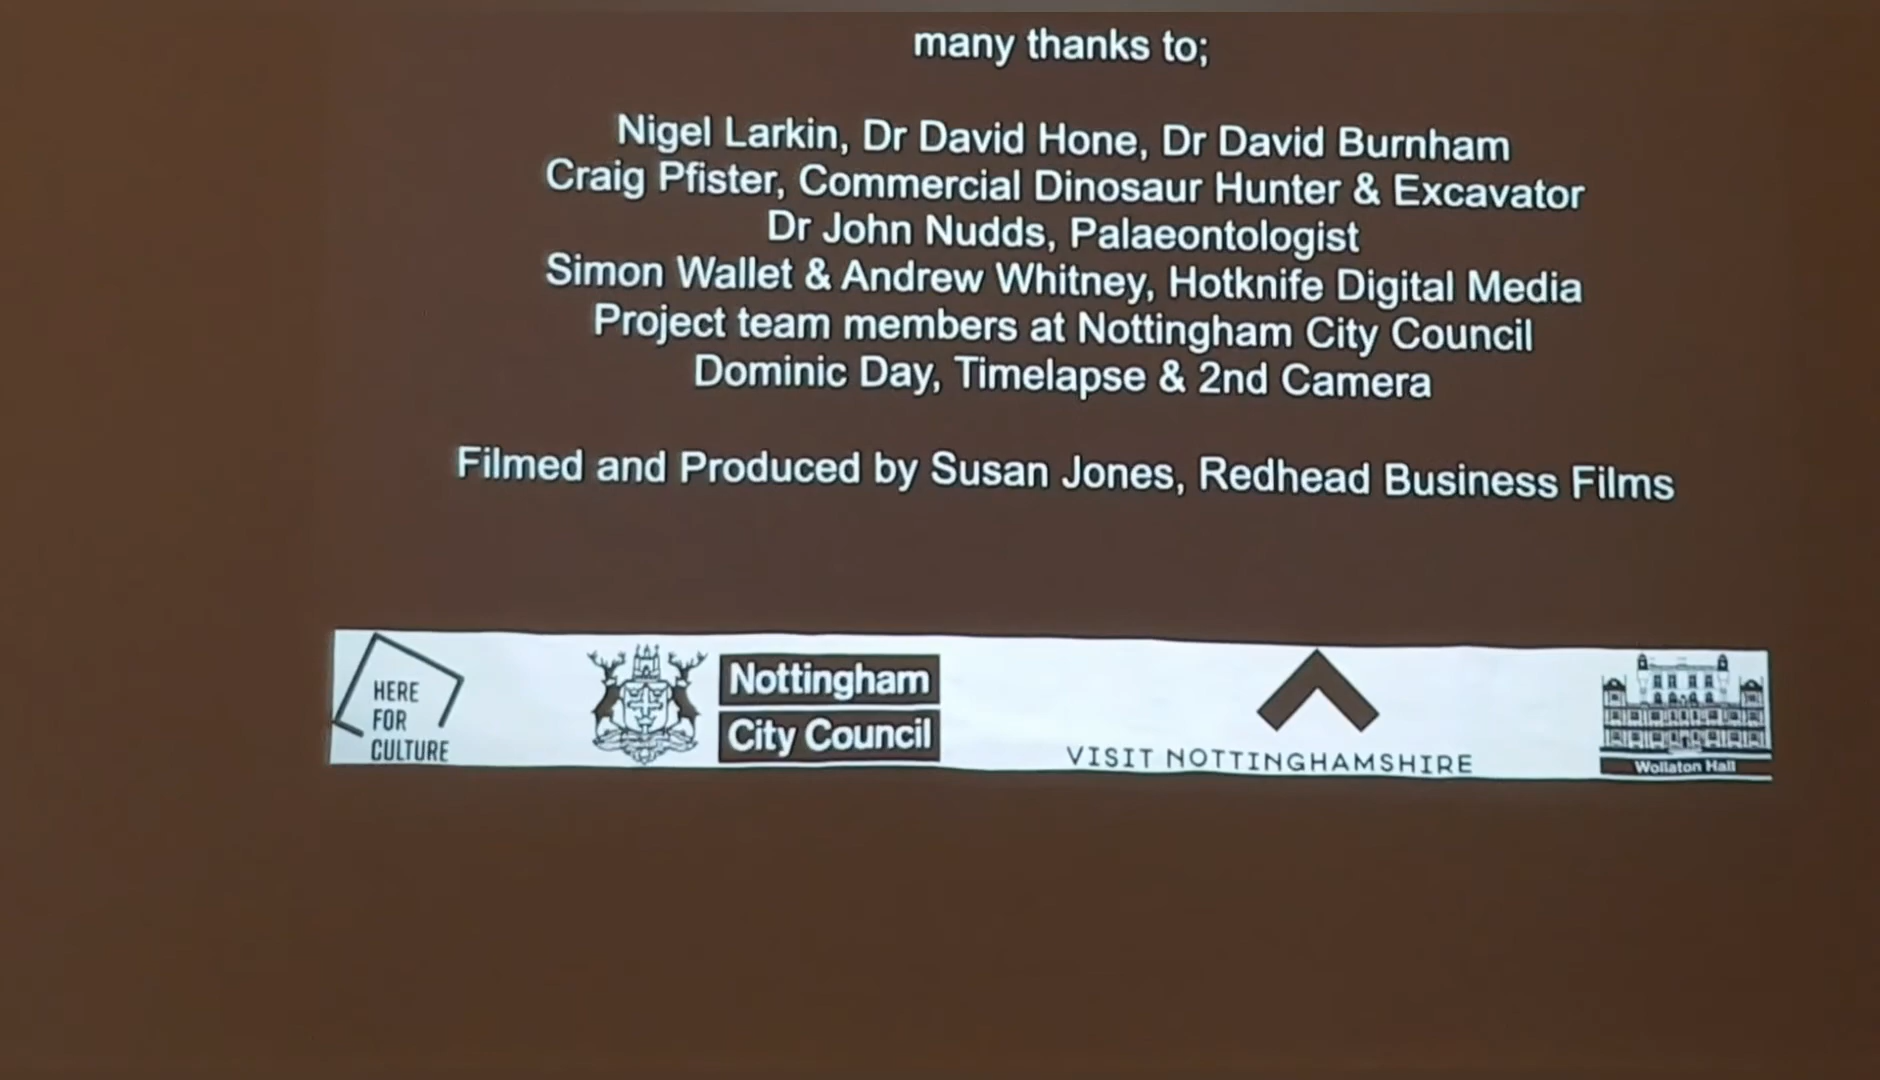 many thanks to;
Nigel Larkin, Dr David Hone, Dr David Burnham
Craig Pfister, Commercial Dinosaur Hunter & Excavator
Dr John Nudds, Palaeontologist
Simon Wallet & Andrew Whitney, Hotknife Digital Media
Project team members at Nottingham City Council
Dominic Day, Timelapse & 2nd Camera
Filmed and Produced by Susan Jones, Redhead Business Films
HERE
FOR
CULTURE
Nottingham
City Council
VISIT NOTTINGHAMSHIRE
Wollaton Hall